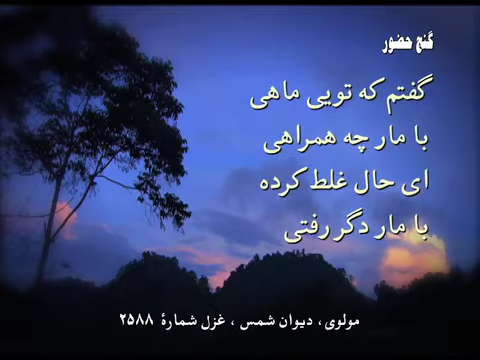 گنج حضور
گفتم که تویی ماهی
با مار چه همراهی
ای حال غلط کرده
با مار دگر رفتی
مولوی، دیوان شمس، غزل شمارهٔ ۲۵۸۸